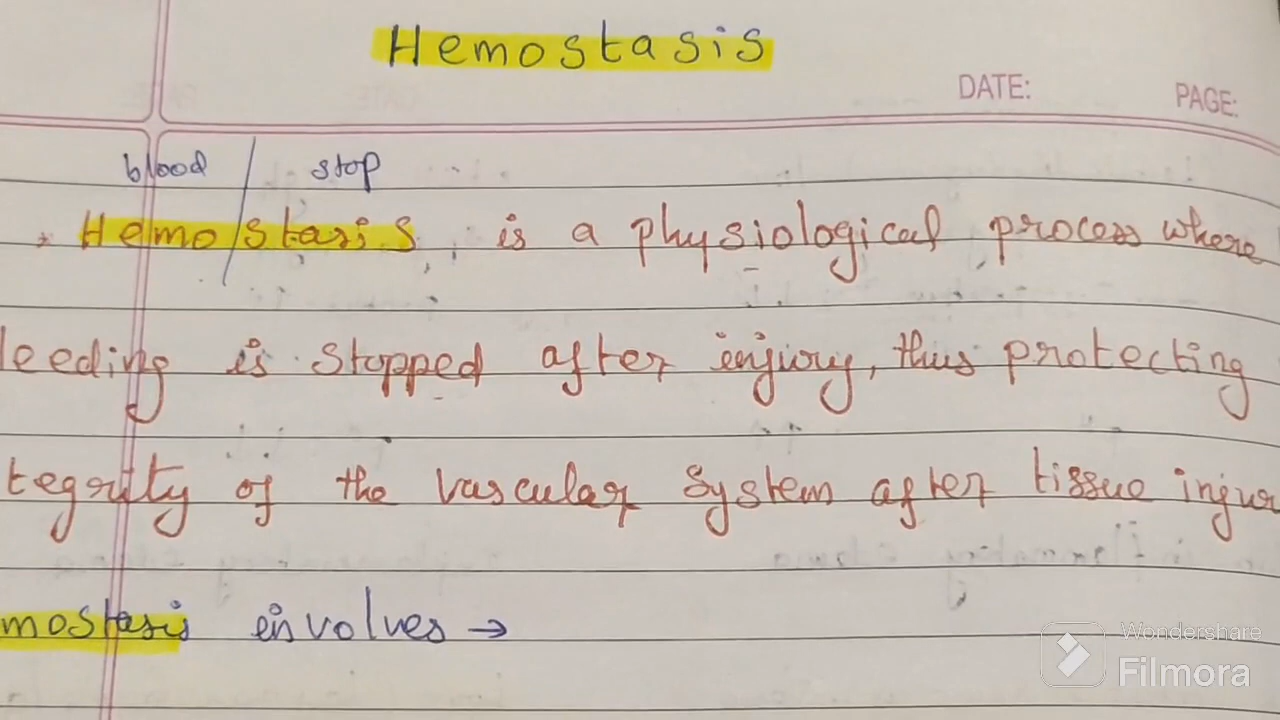 Hemostasis
DATE:
PAGE:
blood / stop
Hemo/stasis is a physiological process where
leeding is stopped after injury, thus protecting
tegrity of the vascular system after tissue injur
mostasis involves →
Wondershare
Filmora